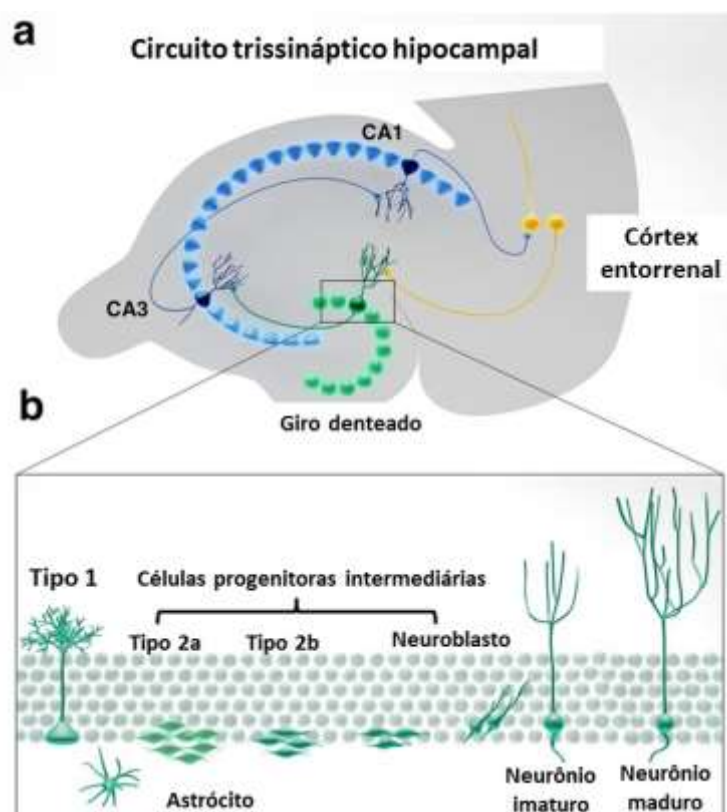 a
Circuito trissináptico hipocampal
CA1
Córtex
entorrenal
CA3
Giro denteado
b
Tipo 1
Células progenitoras intermediárias
Tipo 2a
Tipo 2b
Neuroblasto
Astrócito
Neurônio
imaturo
Neurônio
maduro